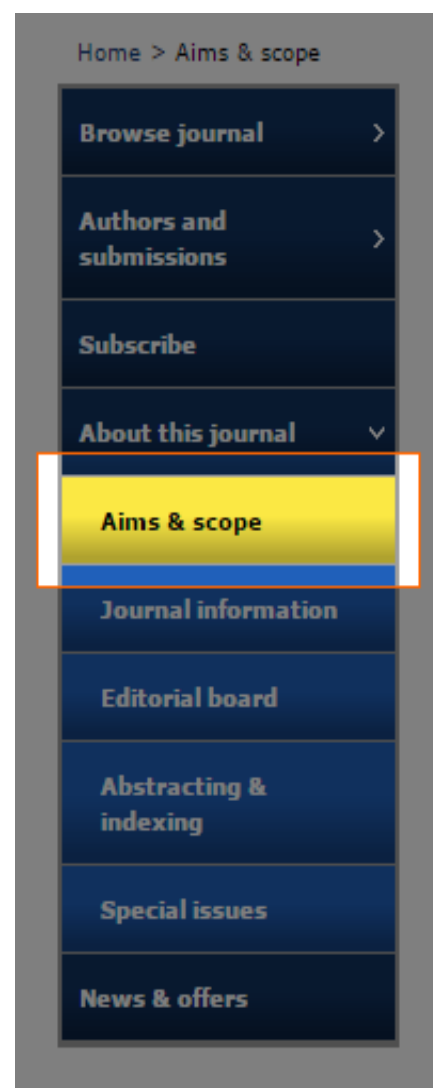 Home > Aims & scope
Browse journal >
Authors and
submissions >
Subscribe
About this journal
Aims & scope
Journal information
Editorial board
Abstracting &
indexing
Special issues
News & offers